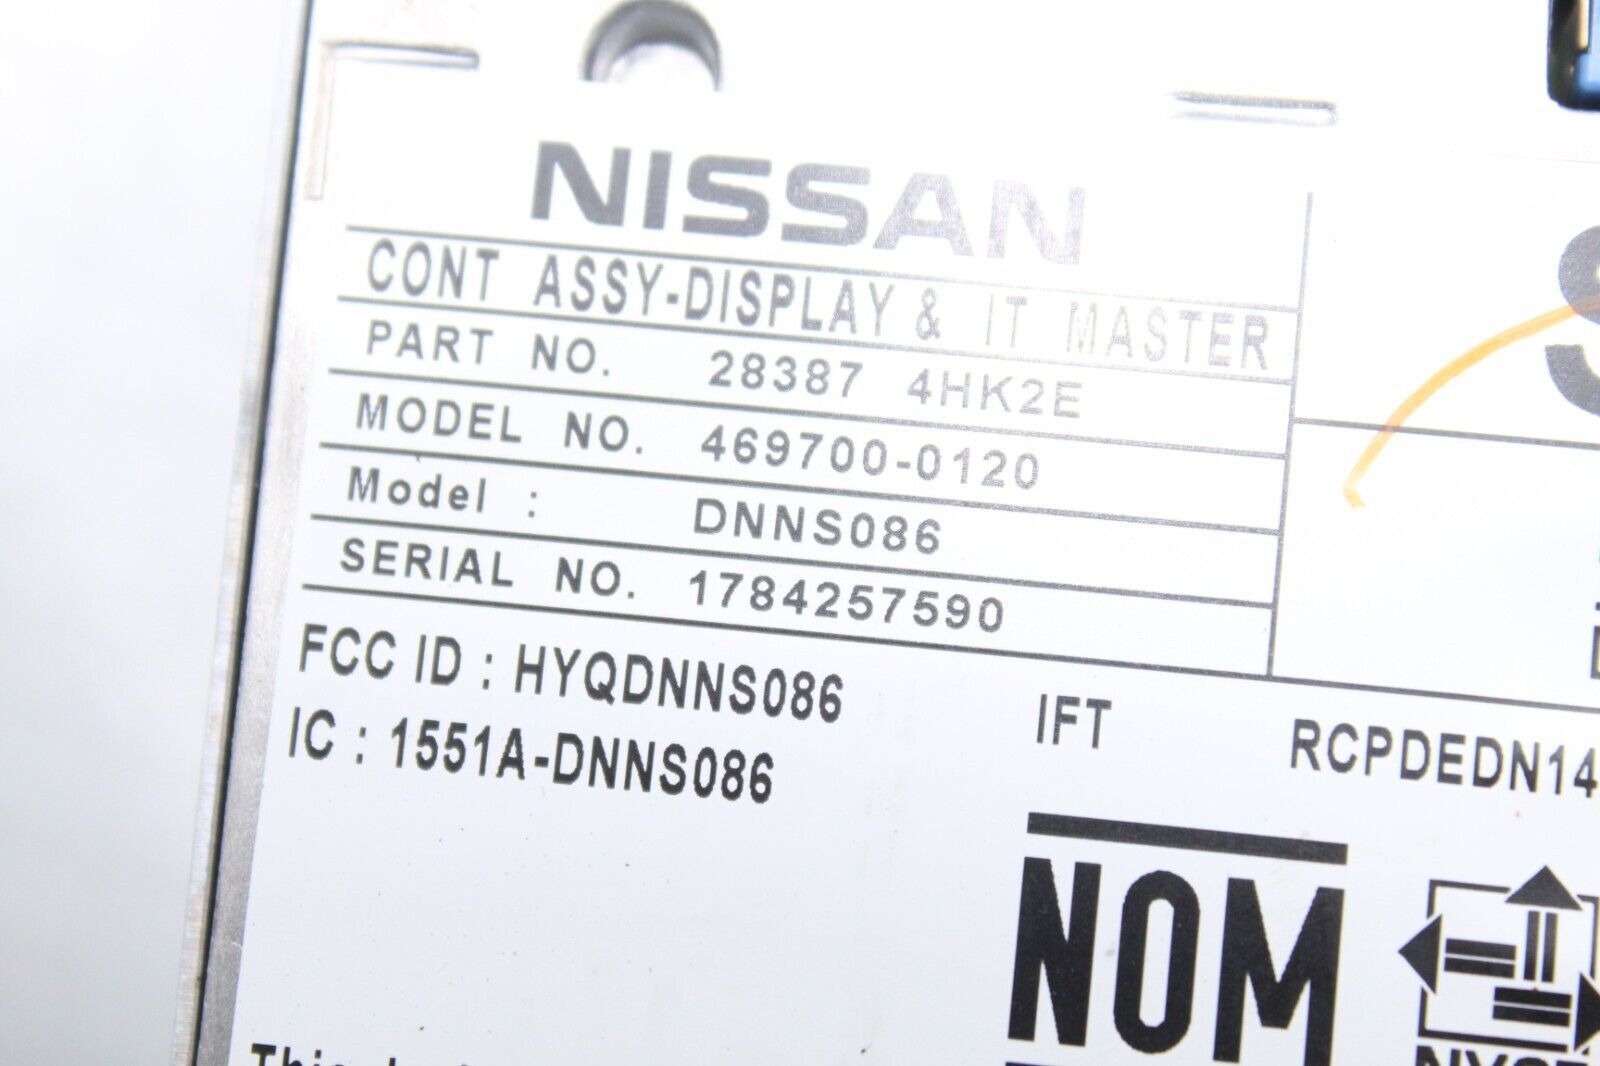 NISSAN
CONT ASSY-DISPLAY & IT MASTER
PART NO. 28387 4HK2E
MODEL NO. 469700-0120
Model : DNNS086
SERIAL NO. 1784257590
FCC ID : HYQDNNS086
IC : 1551A-DNNS086
IFT RCPDEDN14
NOM